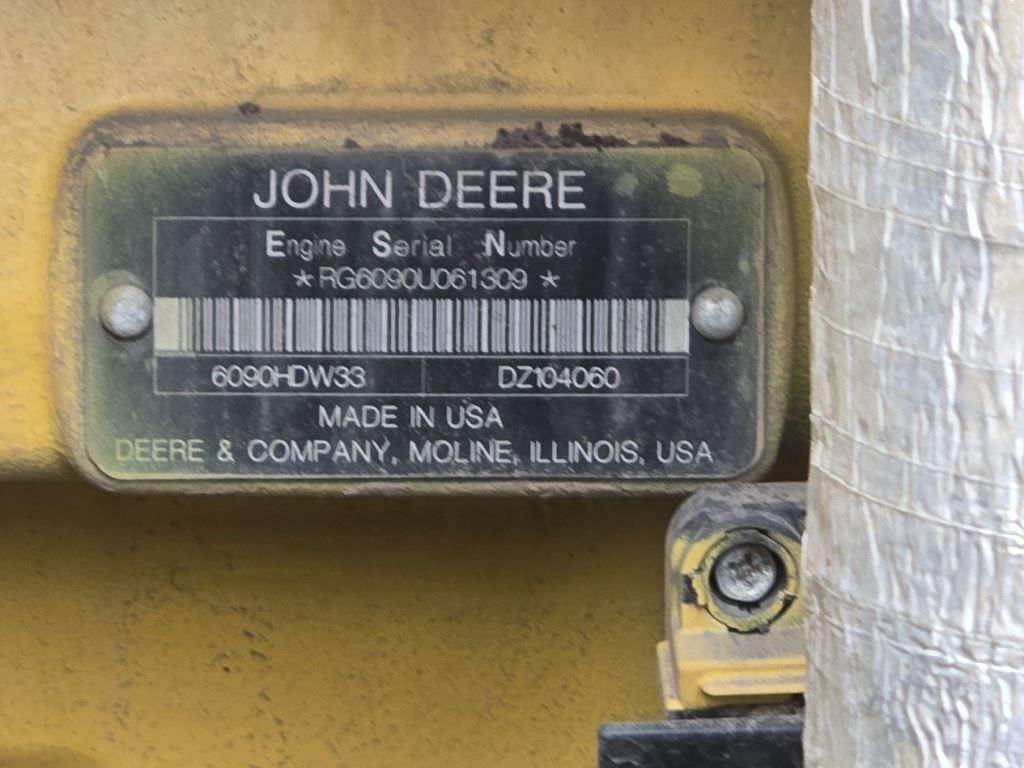 JOHN DEERE
Engine Serial Number
*RG6090U061309*
6090HDW33 DZ104060
MADE IN USA
DEERE & COMPANY, MOLINE, ILLINOIS, USA